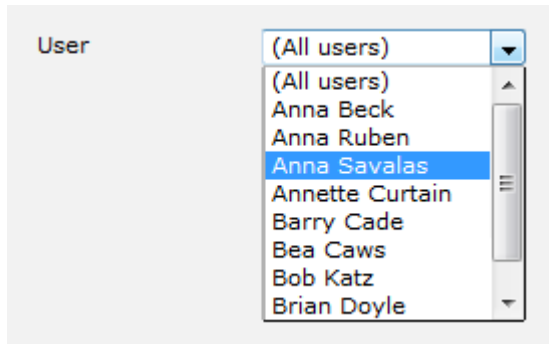 User
(All users)
(All users)
Anna Beck
Anna Ruben
Anna Savalas
Annette Curtain
Barry Cade
Bea Caws
Bob Katz
Brian Doyle